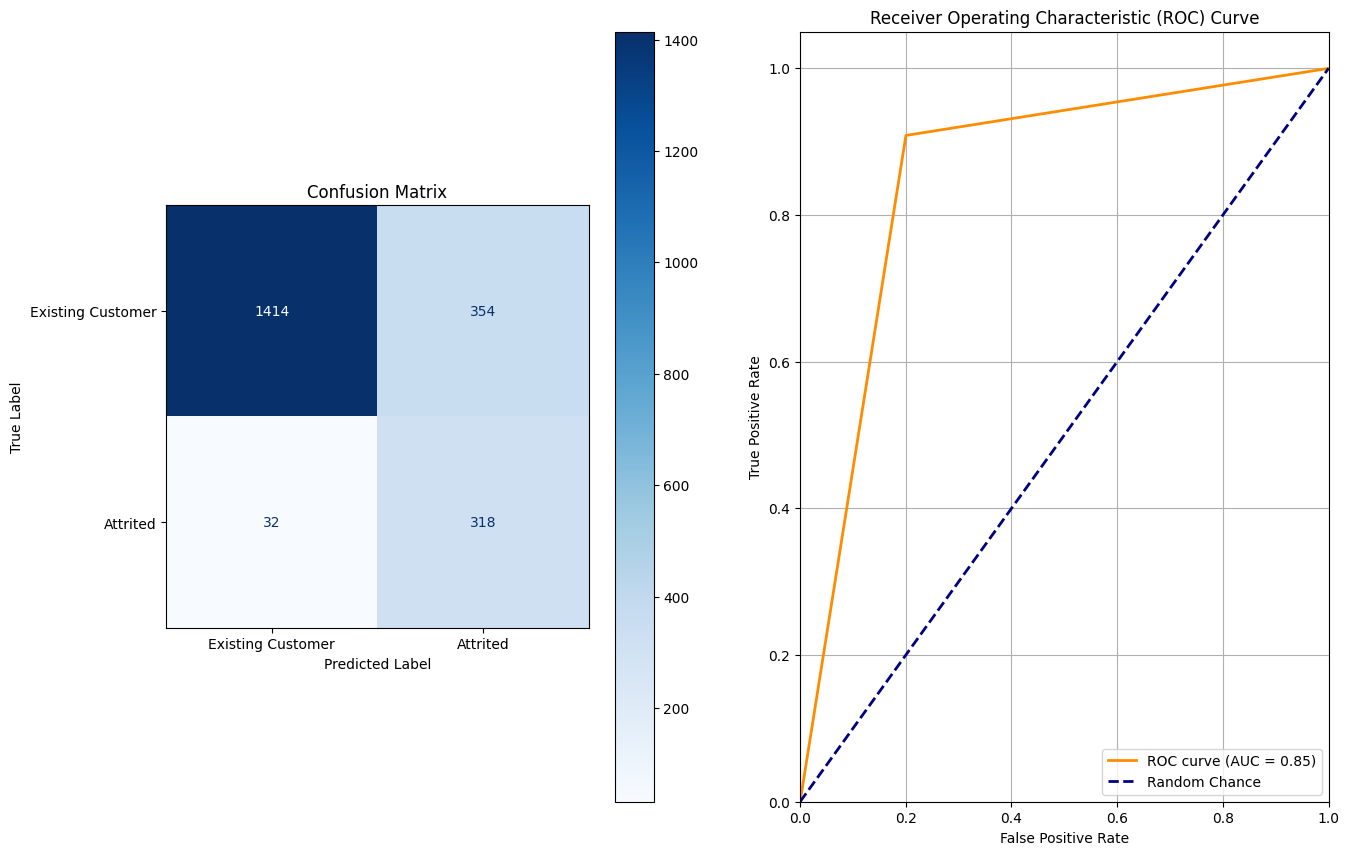 Confusion Matrix
True Label
Existing Customer
Attrited
1414
354
32
318
Existing Customer
Attrited
Predicted Label
1400
1200
1000
800
600
400
200
Receiver Operating Characteristic (ROC) Curve
True Positive Rate
1.0
0.8
0.6
0.4
0.2
0.0
0.0
0.2
0.4
0.6
0.8
1.0
False Positive Rate
ROC curve (AUC = 0.85)
Random Chance